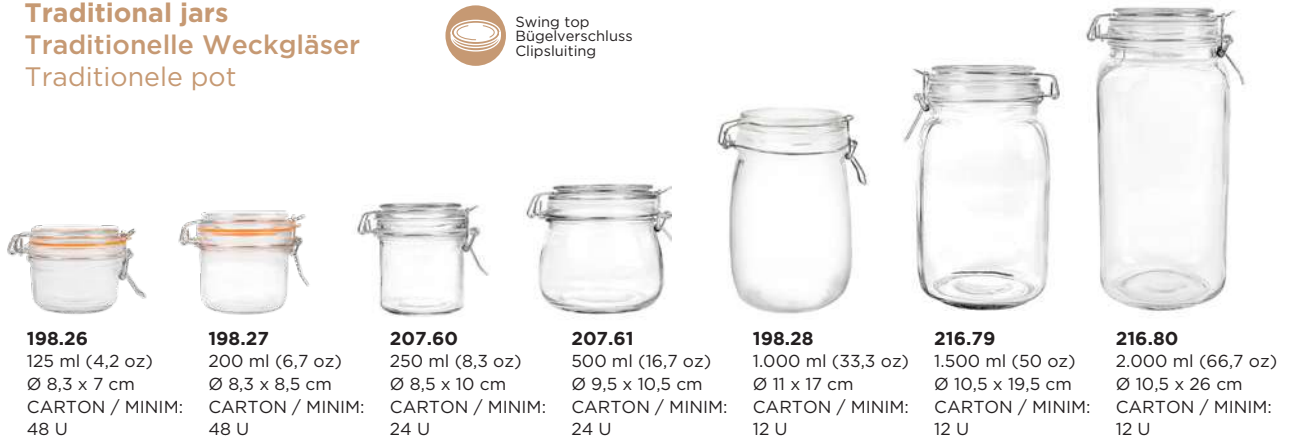 Traditional jars
Traditionelle Weckgläser
Traditionele pot
Swing top
Bügelverschluss
Clipsluiting
198.26
125 ml (4,2 oz)
Ø 8,3 x 7 cm
CARTON / MINIM:
48 U
198.27
200 ml (6,7 oz)
Ø 8,3 x 8,5 cm
CARTON / MINIM:
48 U
207.60
250 ml (8,3 oz)
Ø 8,5 x 10 cm
CARTON / MINIM:
24 U
207.61
500 ml (16,7 oz)
Ø 9,5 x 10,5 cm
CARTON / MINIM:
24 U
198.28
1.000 ml (33,3 oz)
Ø 11 x 17 cm
CARTON / MINIM:
12 U
216.79
1.500 ml (50 oz)
Ø 10,5 x 19,5 cm
CARTON / MINIM:
12 U
216.80
2.000 ml (66,7 oz)
Ø 10,5 x 26 cm
CARTON / MINIM:
12 U